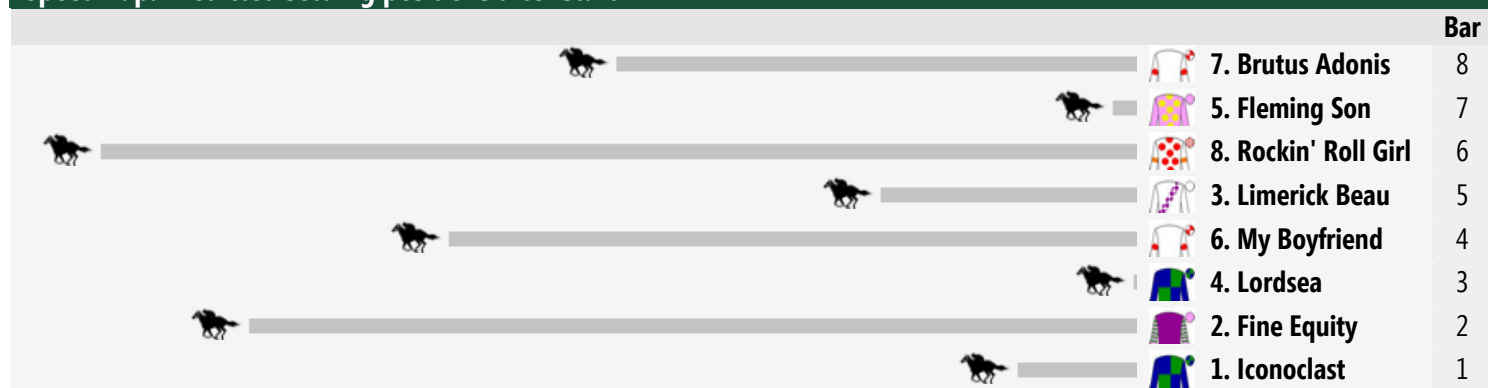 Bar
7. Brutus Adonis 8
5. Fleming Son 7
8. Rockin' Roll Girl 6
3. Limerick Beau 5
6. My Boyfriend 4
4. Lordsea 3
2. Fine Equity 2
1. Iconoclast 1